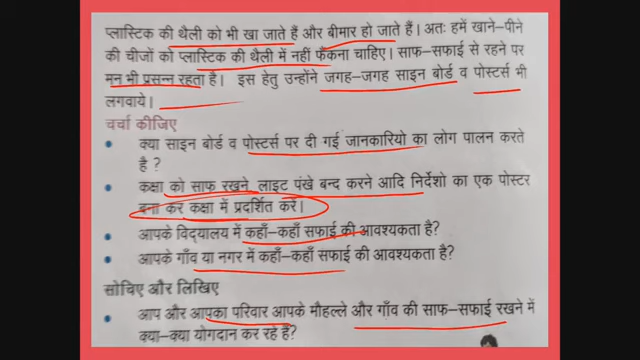 प्लास्टिक की थैली को भी खा जाते हैं और बीमार हो जाते हैं। अतः हमें खाने-पीने
की चीजों को प्लास्टिक की थैली में नहीं फैंकना चाहिए। साफ-सफाई से रहने पर
मन भी प्रसन्न रहता है। इस हेतु उन्होंने जगह-जगह साइन बोर्ड व पोस्टर्स भी
लगवाये।
चर्चा कीजिए
• क्या साइन बोर्ड व पोस्टर्स पर दी गई जानकारियो का लोग पालन करते
है ?
• कक्षा को साफ रखने, लाइट पंखे बन्द करने आदि निर्देशो का एक पोस्टर
बना कर कक्षा में प्रदर्शित करें।
• आपके विद्यालय में कहाँ-कहाँ सफाई की आवश्यकता है?
• आपके गाँव या नगर में कहाँ-कहाँ सफाई की आवश्यकता है?
सोचिए और लिखिए
• आप और आपका परिवार आपके मौहल्ले और गाँव की साफ-सफाई रखने में
क्या-क्या योगदान कर रहे हैं?